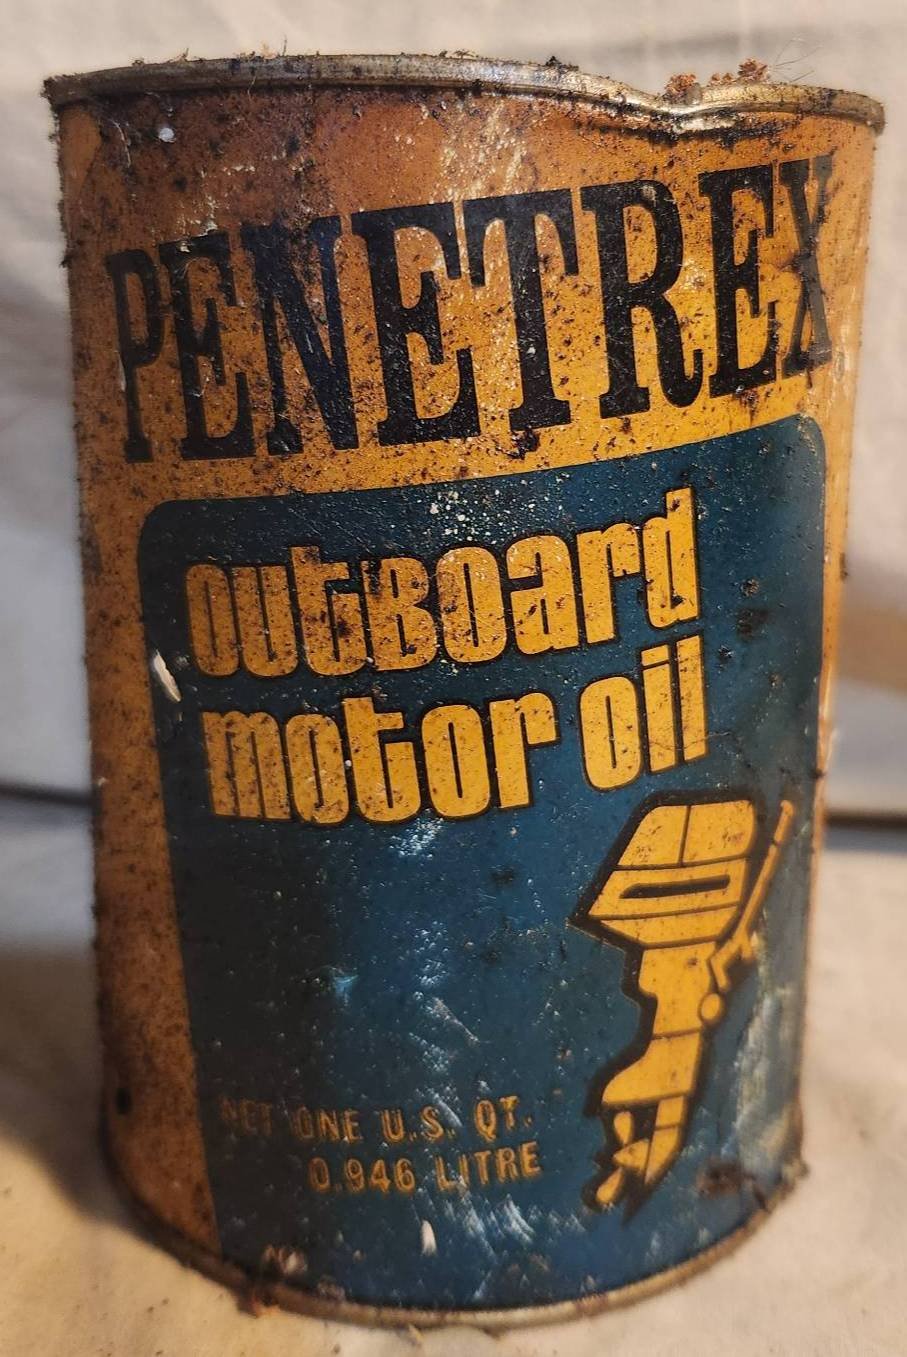 PENETREX
outBoard
motor oil
NET ONE U.S. QT.
0.946 LITRE